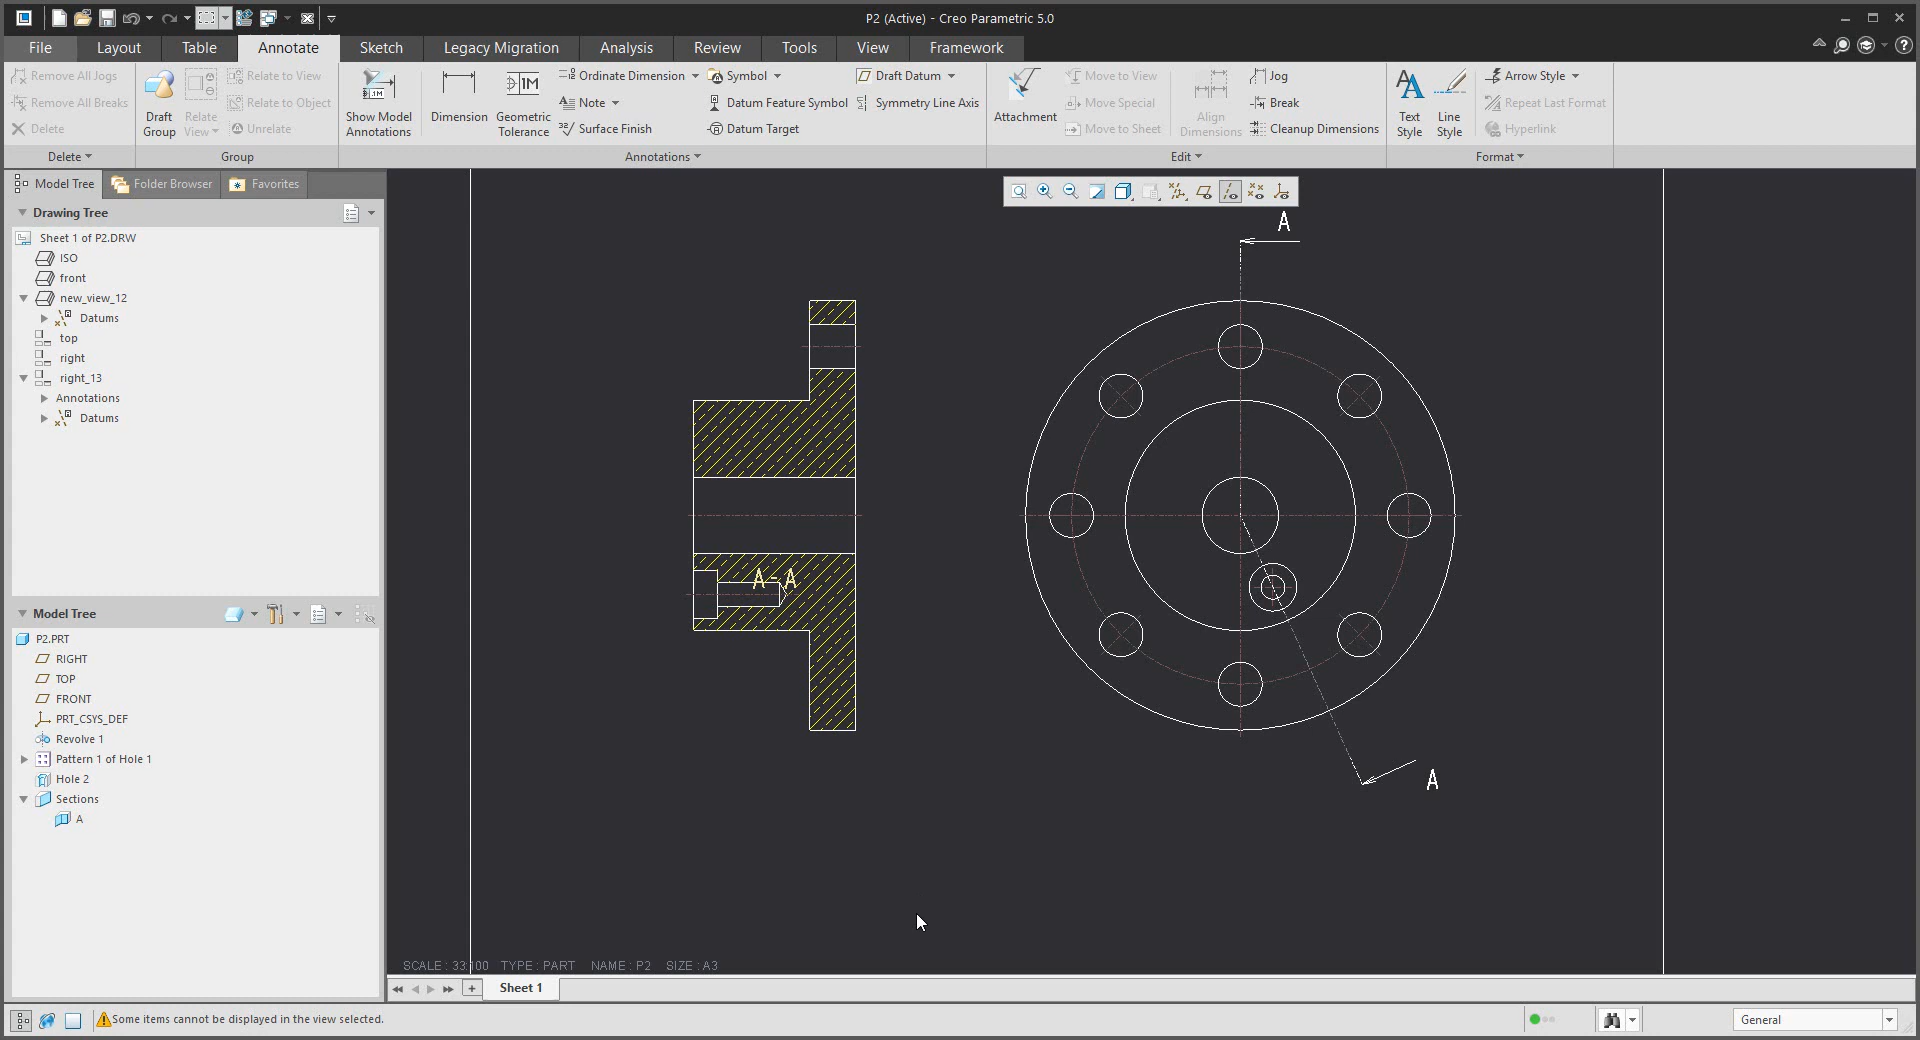 P2 (Active) - Creo Parametric 5.0
File Layout Table Annotate Sketch Legacy Migration Analysis Review Tools View Framework
Remove All Jogs
Remove All Breaks
Delete
Delete
Draft Group
Relate View
Relate to View
Relate to Object
Unrelate
Group
Show Model Annotations
Dimension
Geometric Tolerance
Ordinate Dimension
Note
Surface Finish
Symbol
Datum Feature Symbol
Datum Target
Draft Datum
Symmetry Line Axis
Annotations
Attachment
Move to View
Move Special
Move to Sheet
Align Dimensions
Jog
Break
Cleanup Dimensions
Edit
Text Style
Line Style
Arrow Style
Repeat Last Format
Hyperlink
Format
Model Tree Folder Browser Favorites
Drawing Tree
Sheet 1 of P2.DRW
ISO
front
new_view_12
Datums
top
right
right_13
Annotations
Datums
Model Tree
P2.PRT
RIGHT
TOP
FRONT
PRT_CSYS_DEF
Revolve 1
Pattern 1 of Hole 1
Hole 2
Sections
A
A
A - A
A
SCALE : 33:100 TYPE : PART NAME : P2 SIZE : A3
Sheet 1
Some items cannot be displayed in the view selected.
General